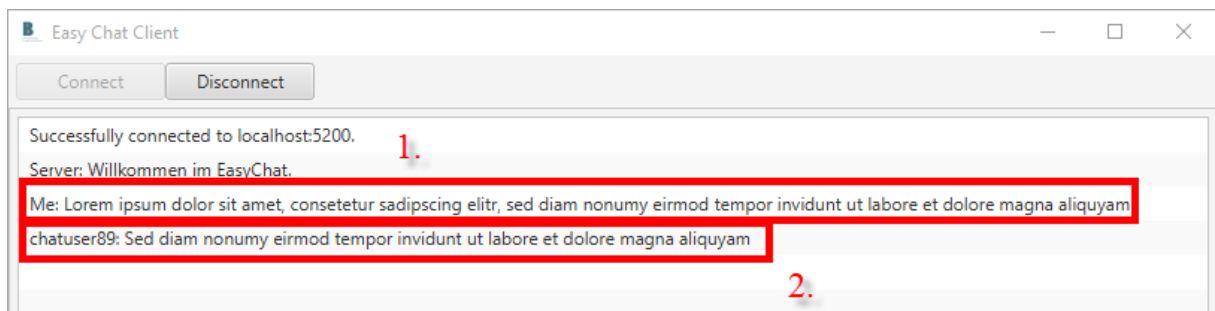 B Easy Chat Client
Connect Disconnect
Successfully connected to localhost:5200.
1.
Server: Willkommen im EasyChat.
Me: Lorem ipsum dolor sit amet, consetetur sadipscing elitr, sed diam nonumy eirmod tempor invidunt ut labore et dolore magna aliquyam
chatuser89: Sed diam nonumy eirmod tempor invidunt ut labore et dolore magna aliquyam
2.